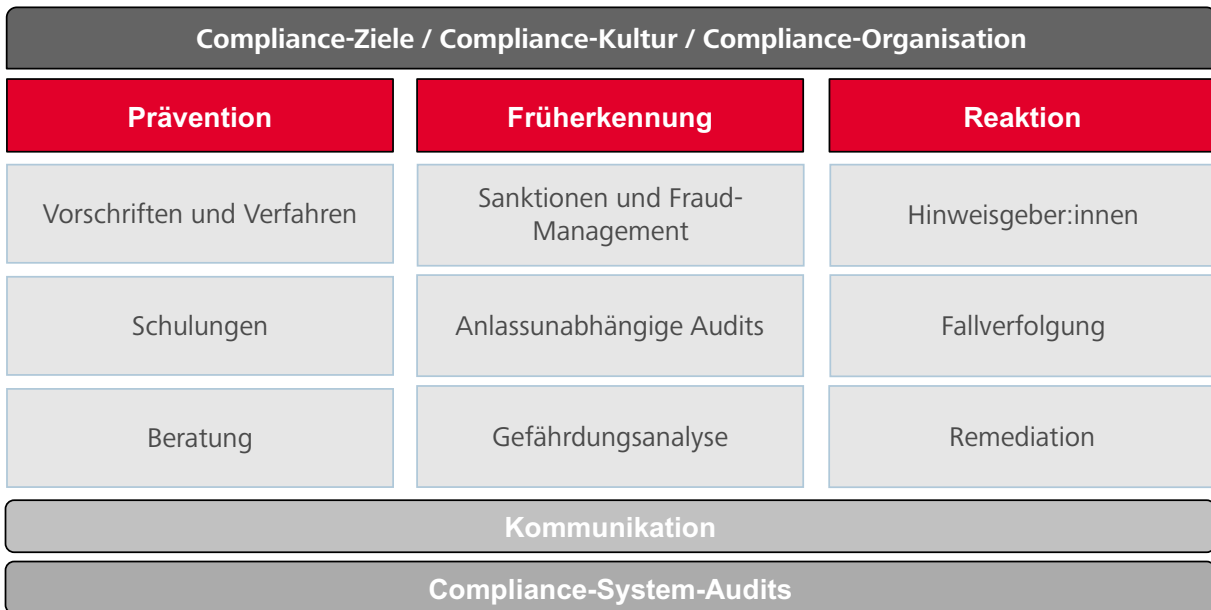 Compliance-Ziele / Compliance-Kultur / Compliance-Organisation
Prävention
Früherkennung
Reaktion
Vorschriften und Verfahren
Sanktionen und Fraud-
Management
Hinweisgeber:innen
Schulungen
Anlassunabhängige Audits
Fallverfolgung
Beratung
Gefährdungsanalyse
Remediation
Kommunikation
Compliance-System-Audits